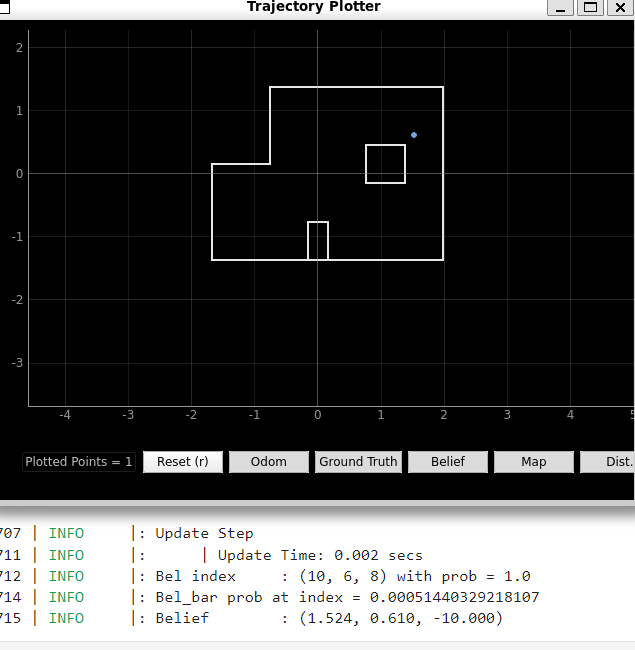 Trajectory Plotter
2
1
0
-1
-2
-3
-4 -3 -2 -1 0 1 2 3 4 5
Plotted Points = 1 Reset (r) Odom Ground Truth Belief Map Dist.
707 | INFO |: Update Step
711 | INFO |: | Update Time: 0.002 secs
712 | INFO |: Bel index : (10, 6, 8) with prob = 1.0
714 | INFO |: Bel_bar prob at index = 0.00051440329218107
715 | INFO |: Belief : (1.524, 0.610, -10.000)